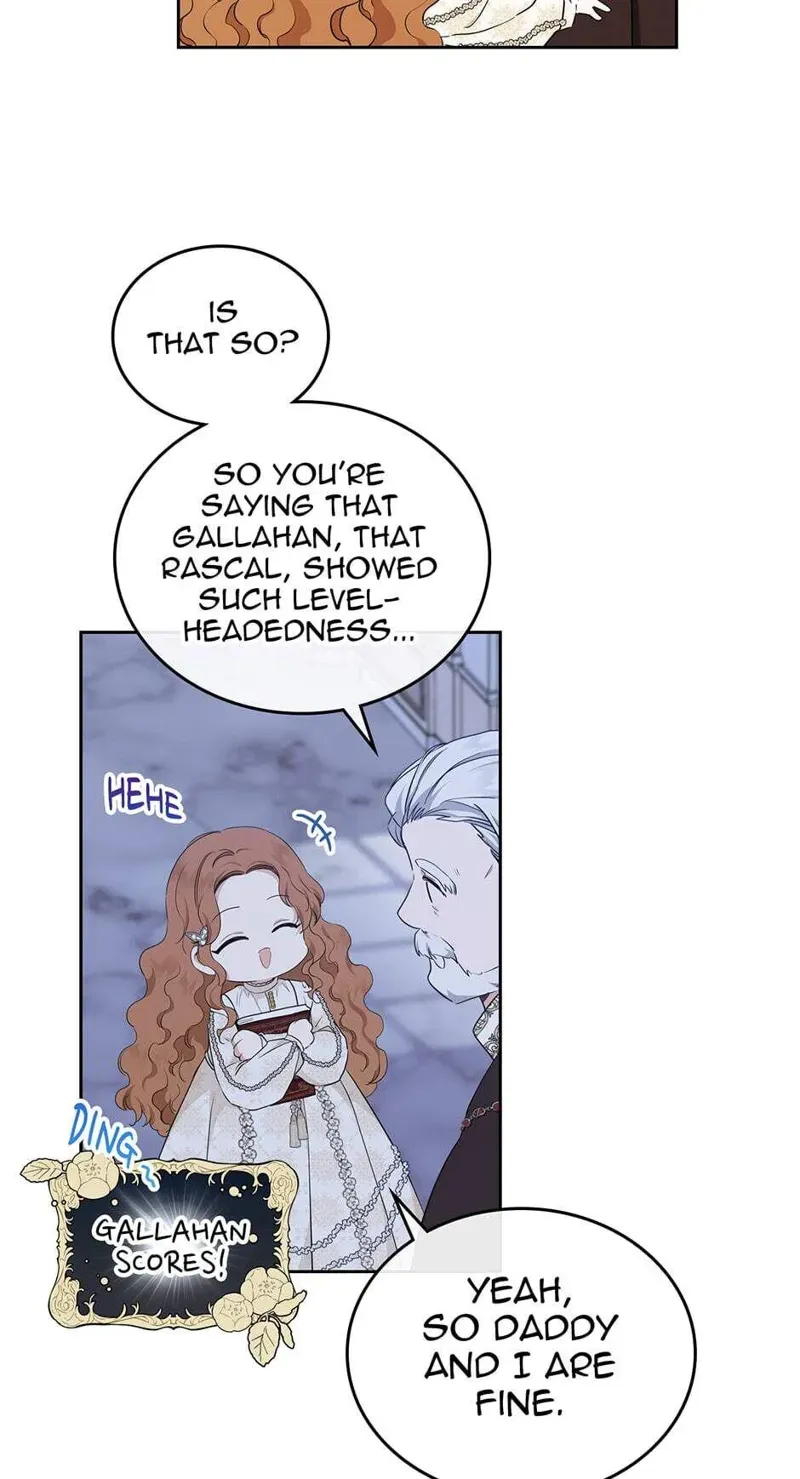 IS
THAT SO?
SO YOU'RE
SAYING THAT
GALLAHAN, THAT
RASCAL, SHOWED
SUCH LEVEL-
HEADEDNESS...
HEHE
DING~
GALLAHAN
SCORES!
YEAH,
SO DADDY
AND I ARE
FINE.